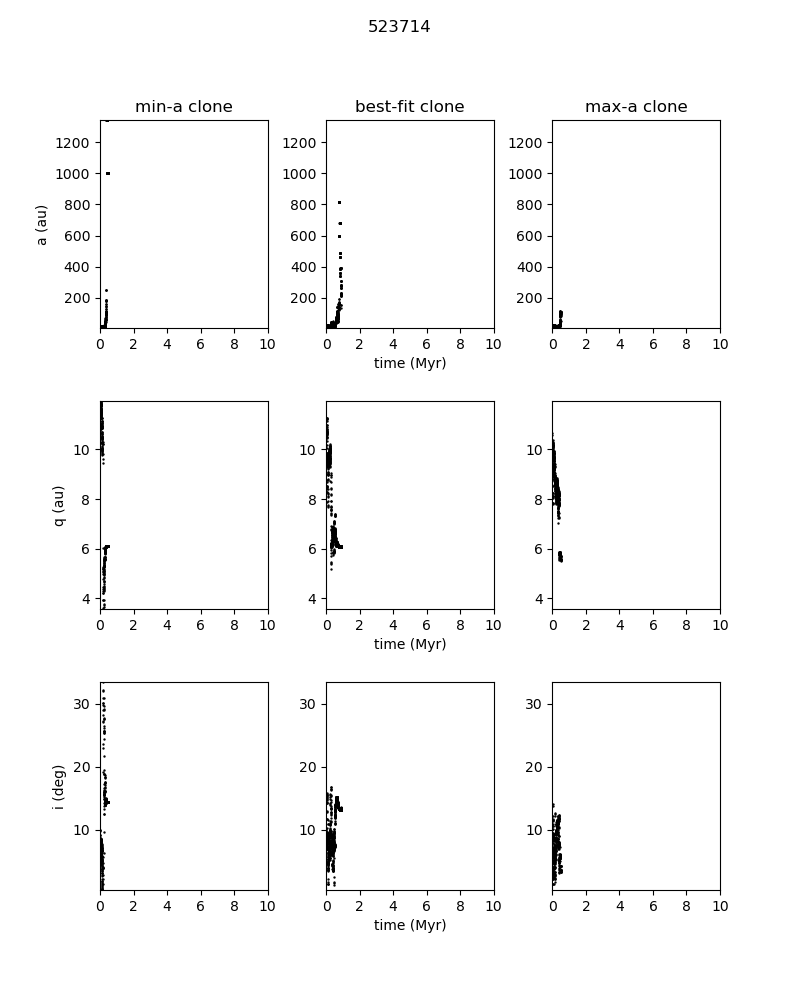 523714
min-a clone best-fit clone max-a clone
1200 1200 1200
1000 1000 1000
800 800 800
a (au)
600 600 600
400 400 400
200 200 200
0 2 4 6 8 10 0 2 4 6 8 10 0 2 4 6 8 10
time (Myr)
10 10 10
8 8 8
q (au)
6 6 6
4 4 4
0 2 4 6 8 10 0 2 4 6 8 10 0 2 4 6 8 10
time (Myr)
30 30 30
20 20 20
i (deg)
10 10 10
0 2 4 6 8 10 0 2 4 6 8 10 0 2 4 6 8 10
time (Myr)